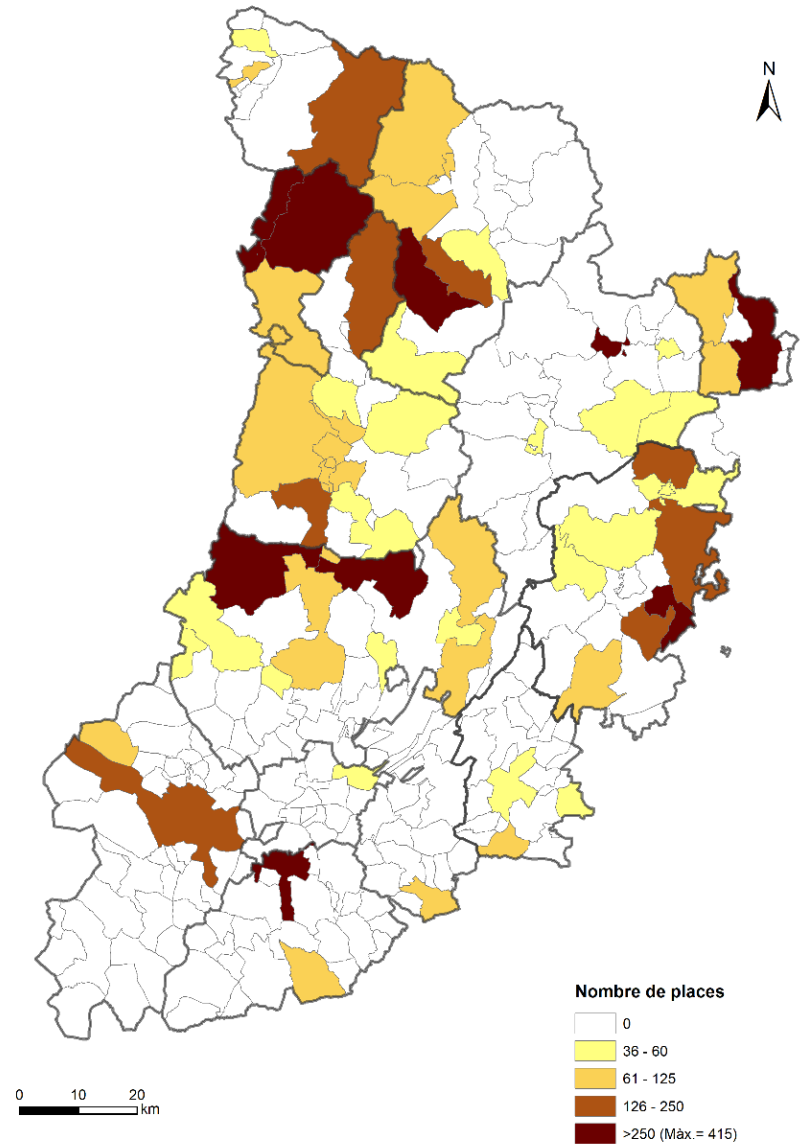 N
Nombre de places
0
36 - 60
61 - 125
126 - 250
>250 (Màx.= 415)
0 10 20
km